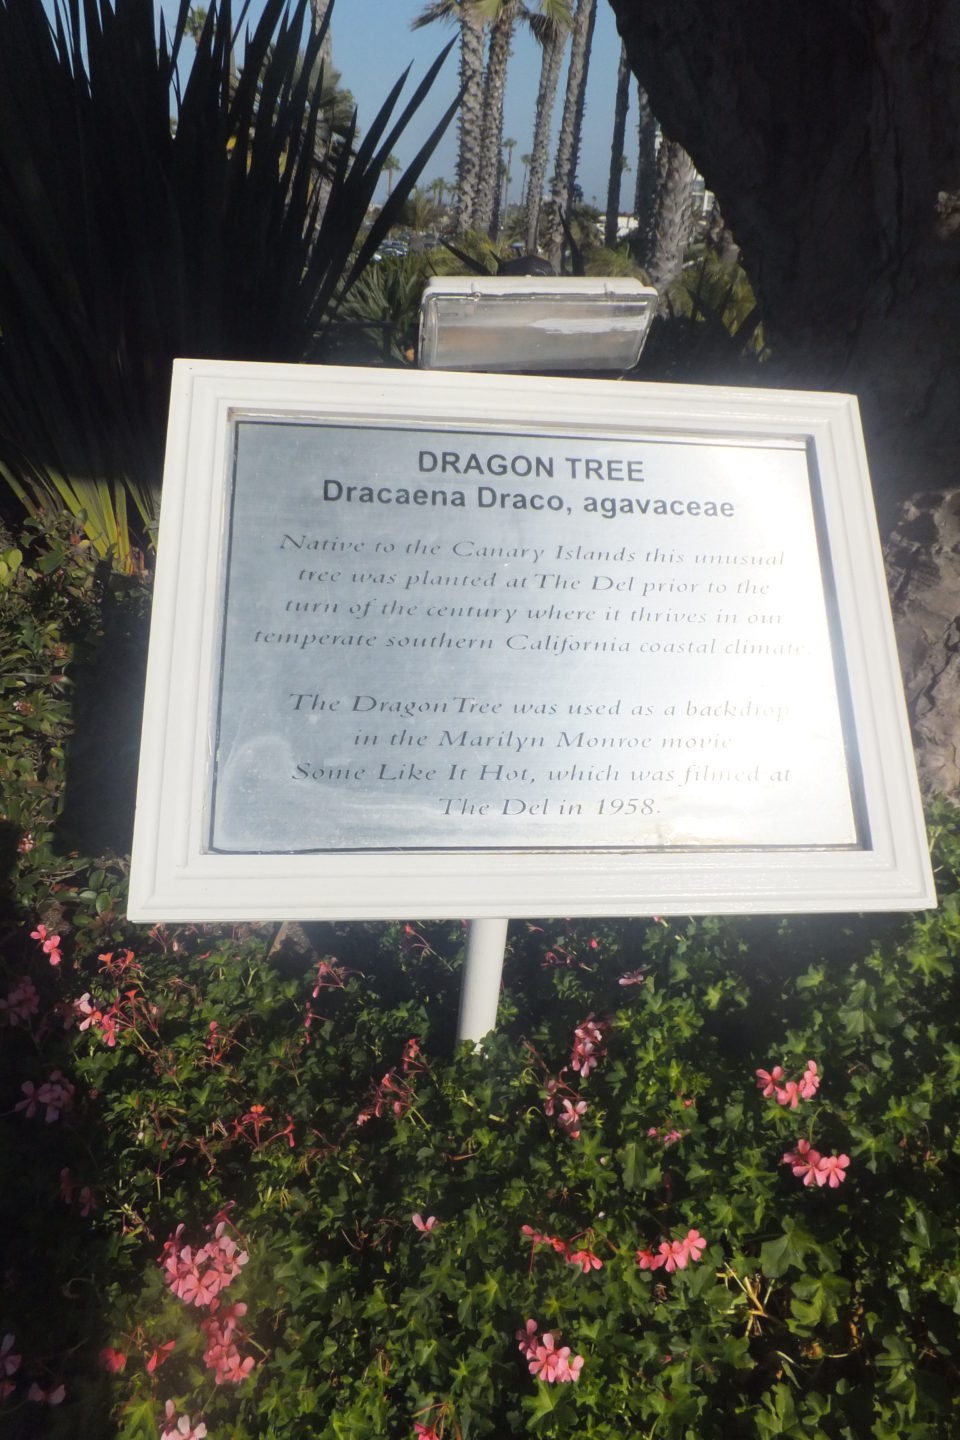 DRAGON TREE
Dracaena Draco, agavaceae
Native to the Canary Islands this unusual
tree was planted at The Del prior to the
turn of the century where it thrives in our
temperate southern California coastal climate.
The Dragon Tree was used as a backdrop
in the Marilyn Monroe movie
Some Like It Hot, which was filmed at
The Del in 1958.